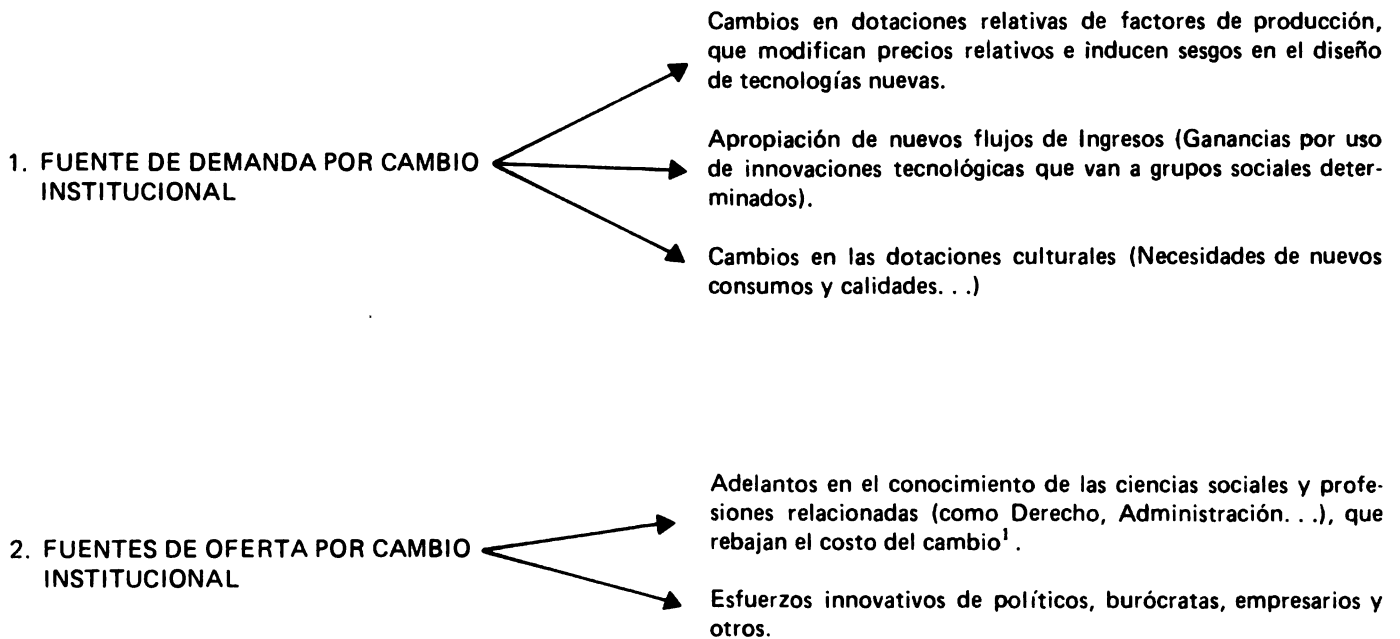 Cambios en dotaciones relativas de factores de producción,
que modifican precios relativos e inducen sesgos en el diseño
de tecnologías nuevas.
1. FUENTE DE DEMANDA POR CAMBIO
INSTITUCIONAL
Apropiación de nuevos flujos de Ingresos (Ganancias por uso
de innovaciones tecnológicas que van a grupos sociales deter-
minados).
Cambios en las dotaciones culturales (Necesidades de nuevos
consumos y calidades. . .)
2. FUENTES DE OFERTA POR CAMBIO
INSTITUCIONAL
Adelantos en el conocimiento de las ciencias sociales y profe-
siones relacionadas (como Derecho, Administración. . .), que
rebajan el costo del cambio¹.
Esfuerzos innovativos de políticos, burócratas, empresarios y
otros.